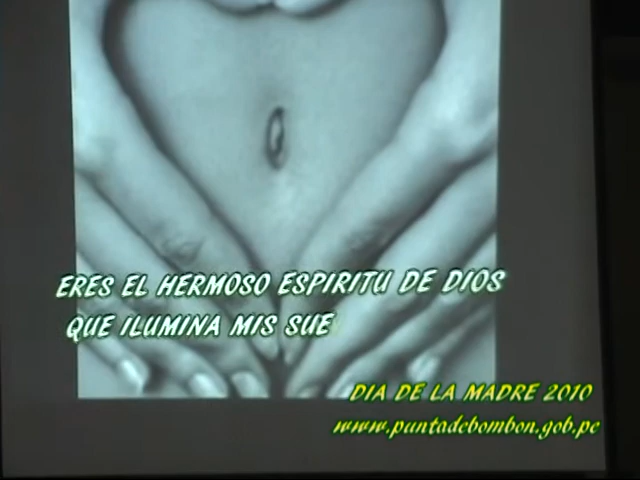 ERES EL HERMOSO ESPIRITU DE DIOS
QUE ILUMINA MIS SUE
DIA DE LA MADRE 2010
www.puntadebombon.gob.pe